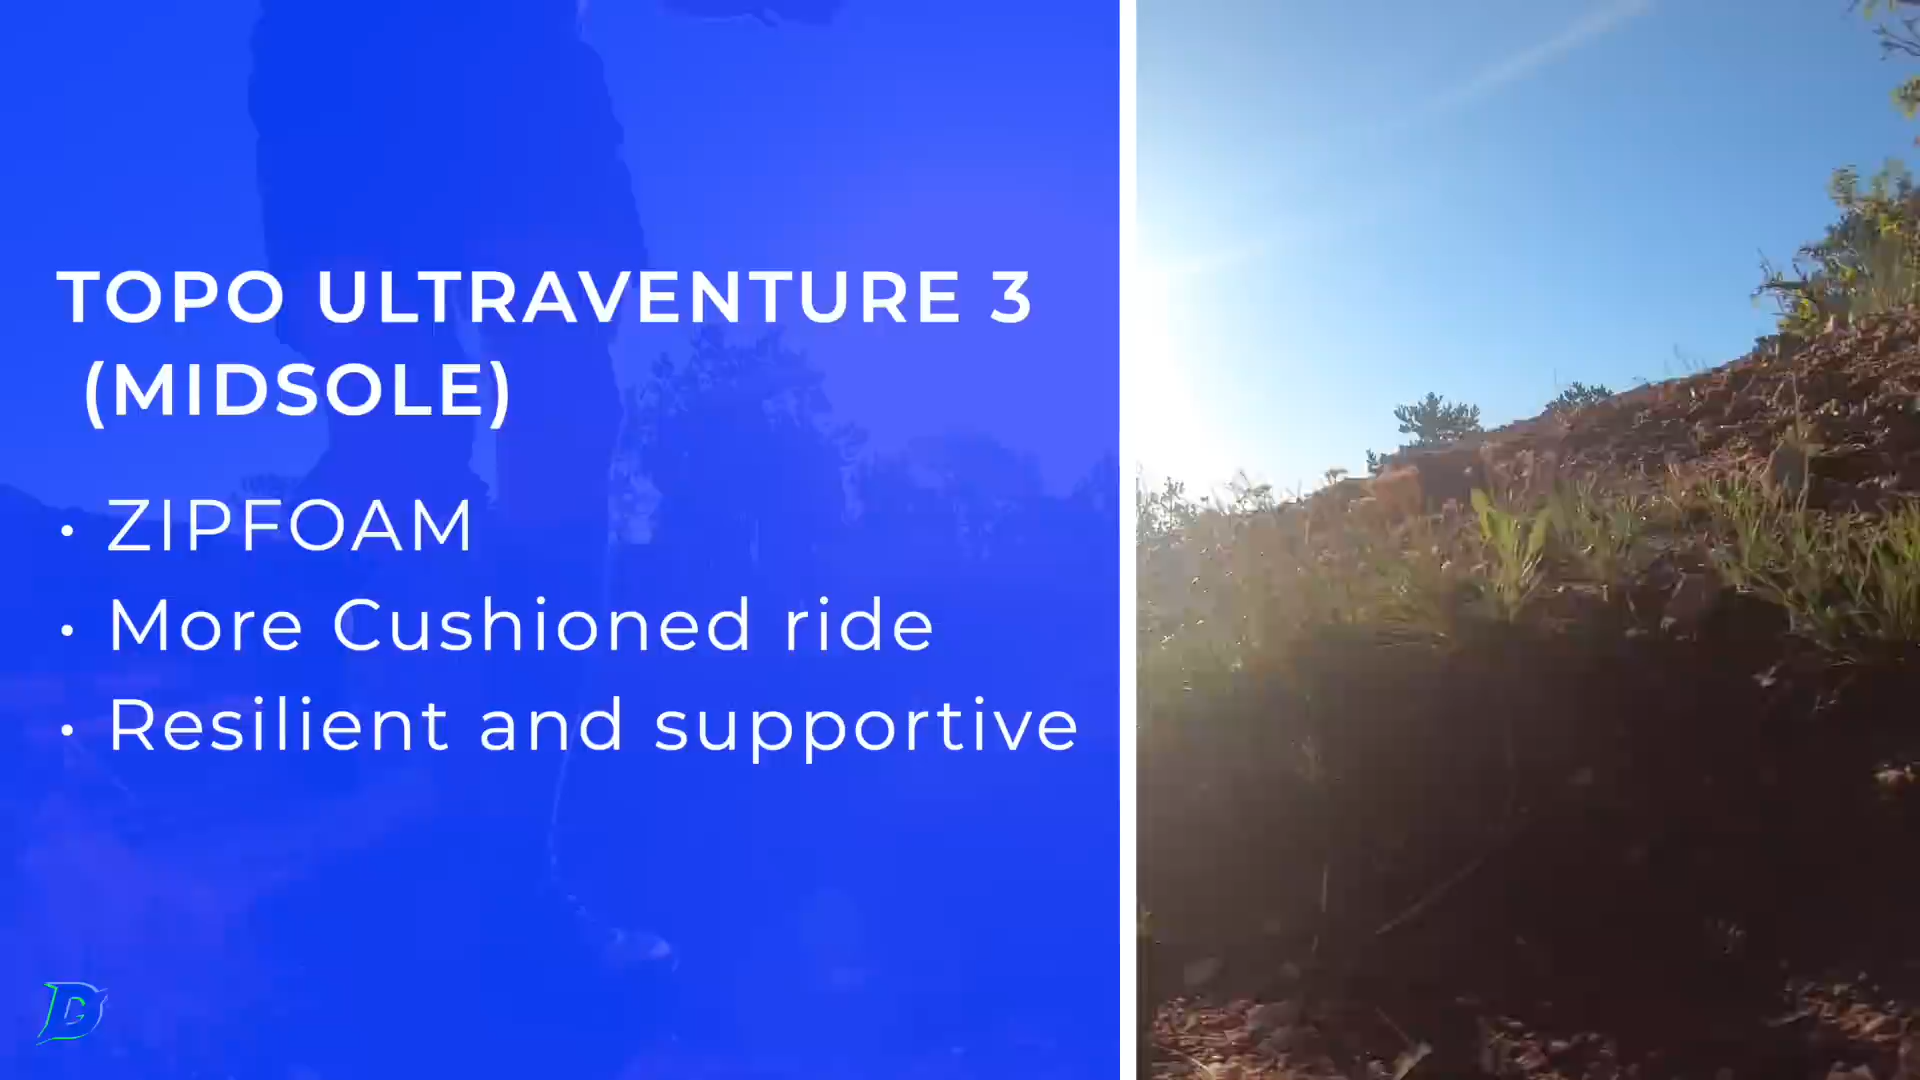 TOPO ULTRAVENTURE 3
(MIDSOLE)
• ZIPFOAM
• More Cushioned ride
• Resilient and supportive